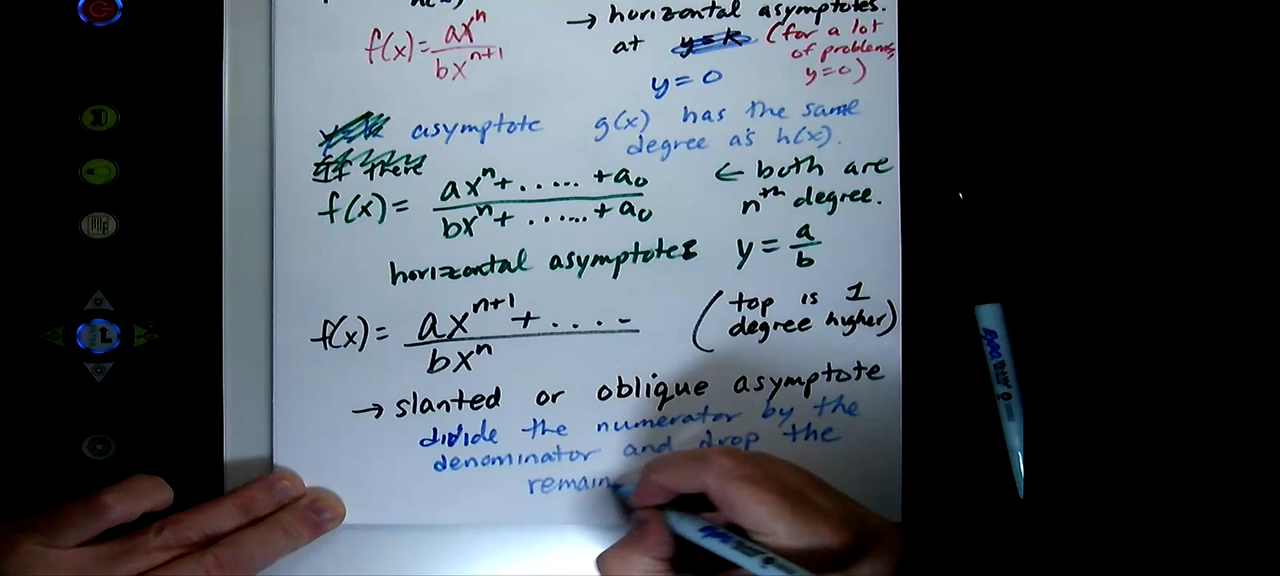 f(x)= ax^n / bx^(n+1)
→ horizontal asymptotes.
at y=k (for a lot of problems, y=0)
y=0
asymptote g(x) has the same
degree as h(x).
If there
f(x)= ax^n+......+a₀ / bx^n+......+a₀ ← both are
nth degree.
horizontal asymptotes y = a/b
f(x)= ax^(n+1)+.... / bx^n (top is 1
degree higher)
→ slanted or oblique asymptote
divide the numerator by the
denominator and drop the
remain